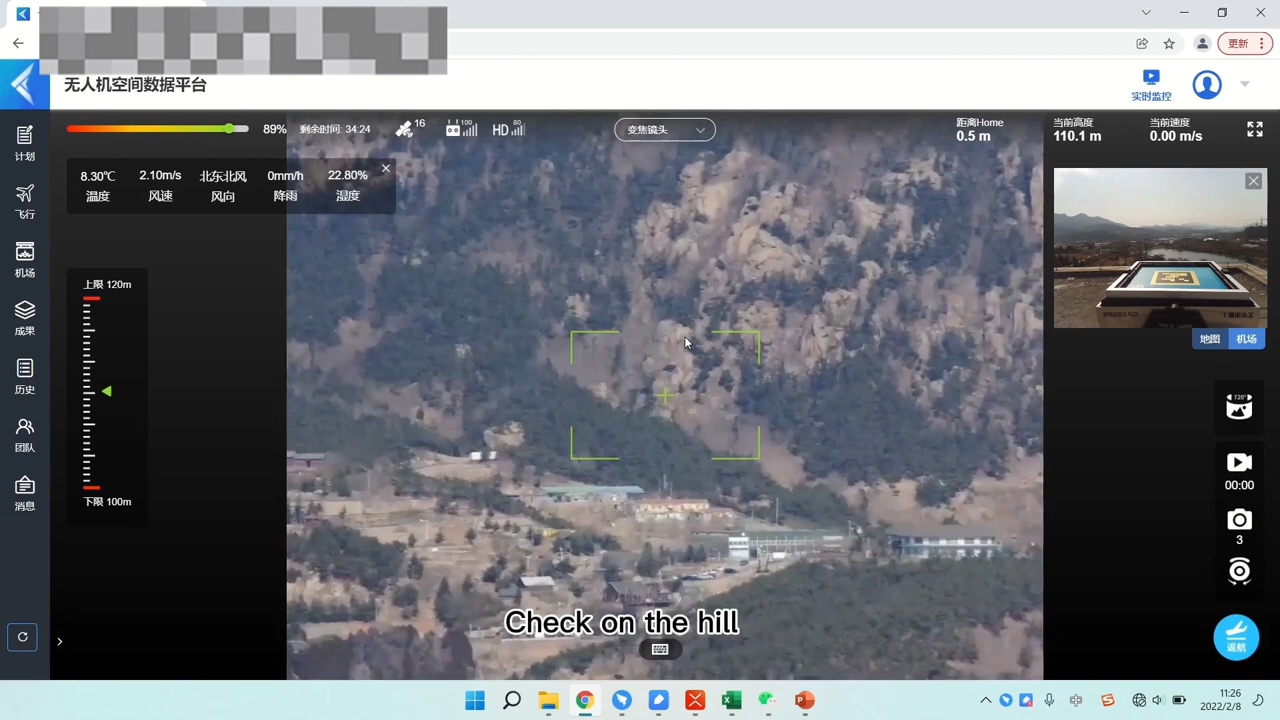 更新
无人机空间数据平台
实时监控
89%
剩余时间: 34:24
16
100
HD
80
变焦镜头
距离Home
0.5 m
当前高度
110.1 m
当前速度
0.00 m/s
8.30℃
2.10m/s
北东北风
0mm/h
22.80%
温度
风速
风向
降雨
湿度
计划
飞行
机场
成果
历史
团队
消息
上限 120m
下限 100m
地图
机场
720°
00:00
3
返航
Check on the hill
11:26
2022/2/8